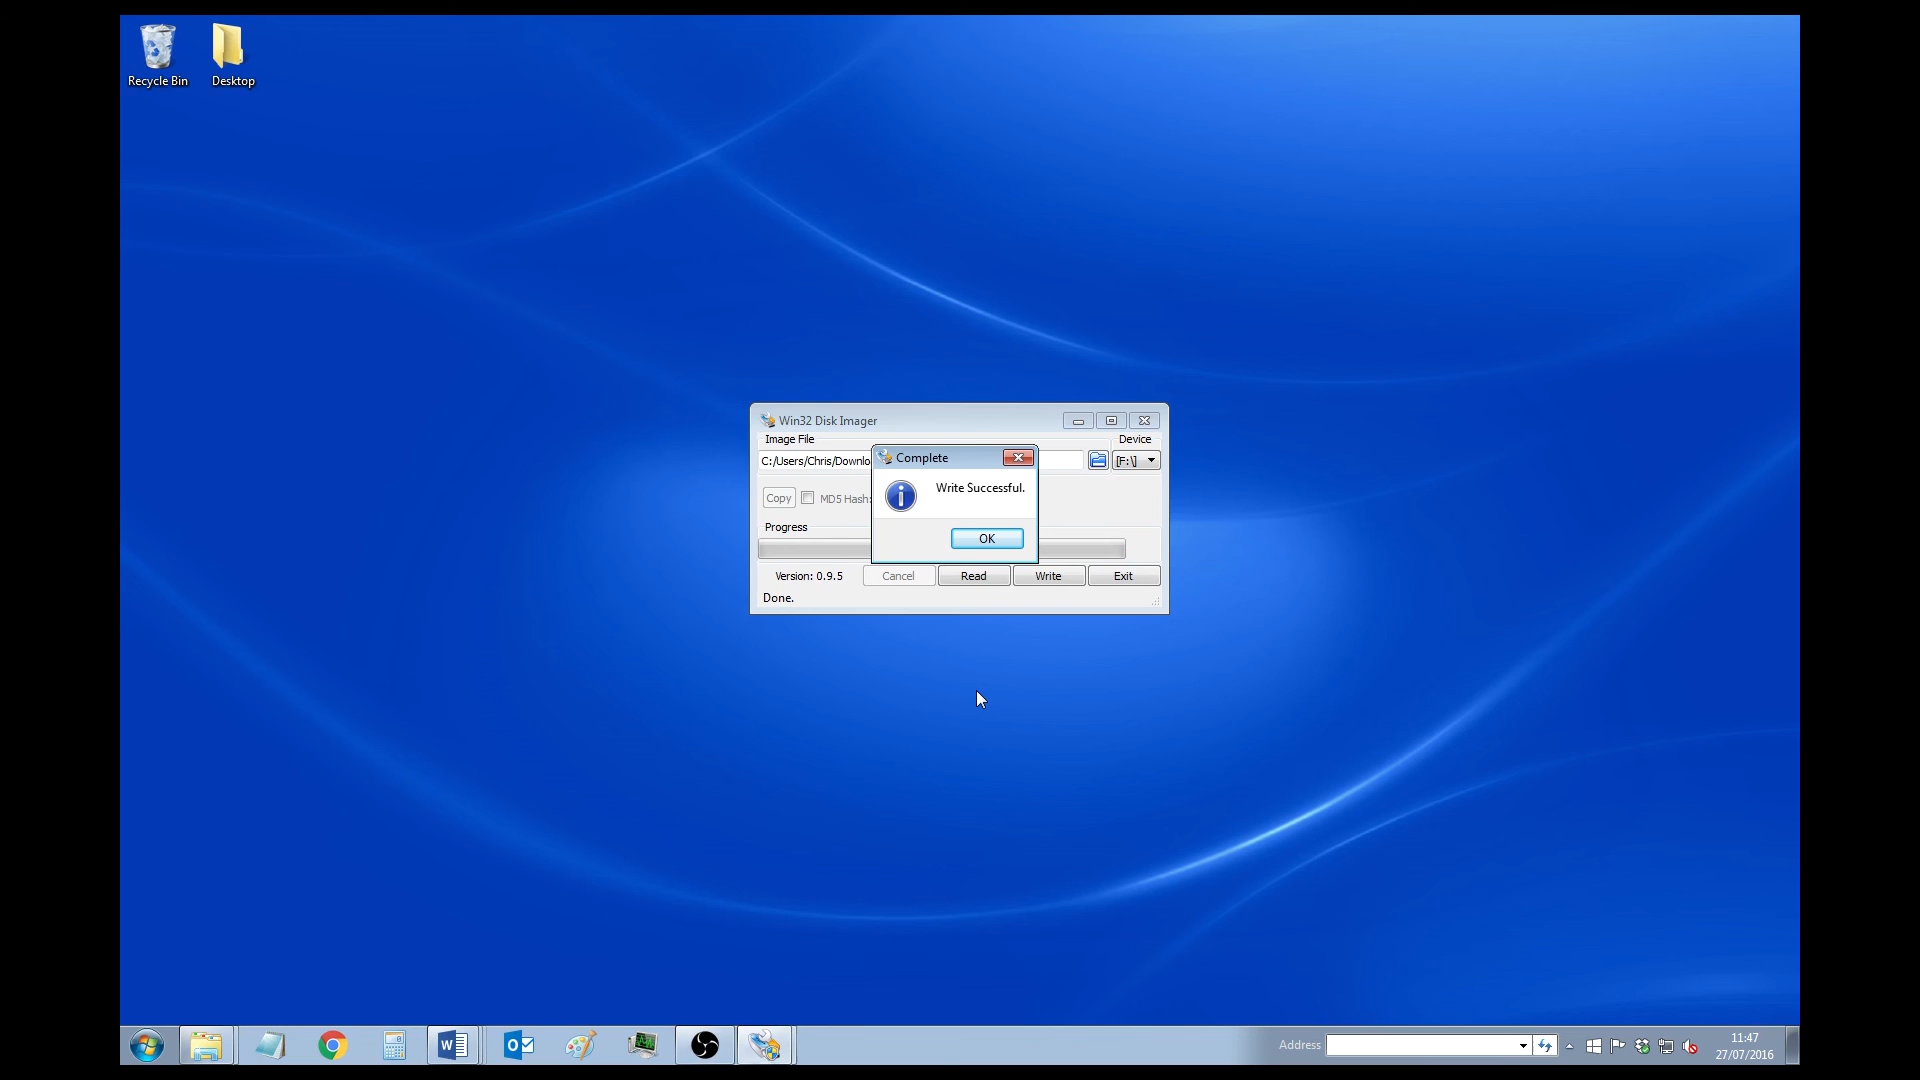 Recycle Bin
Desktop
Win32 Disk Imager
Image File
Device
C:/Users/Chris/Downlo
[F:\]
Complete
Write Successful.
OK
Copy
MD5 Hash:
Progress
Version: 0.9.5
Cancel
Read
Write
Exit
Done.
Address
11:47
27/07/2016